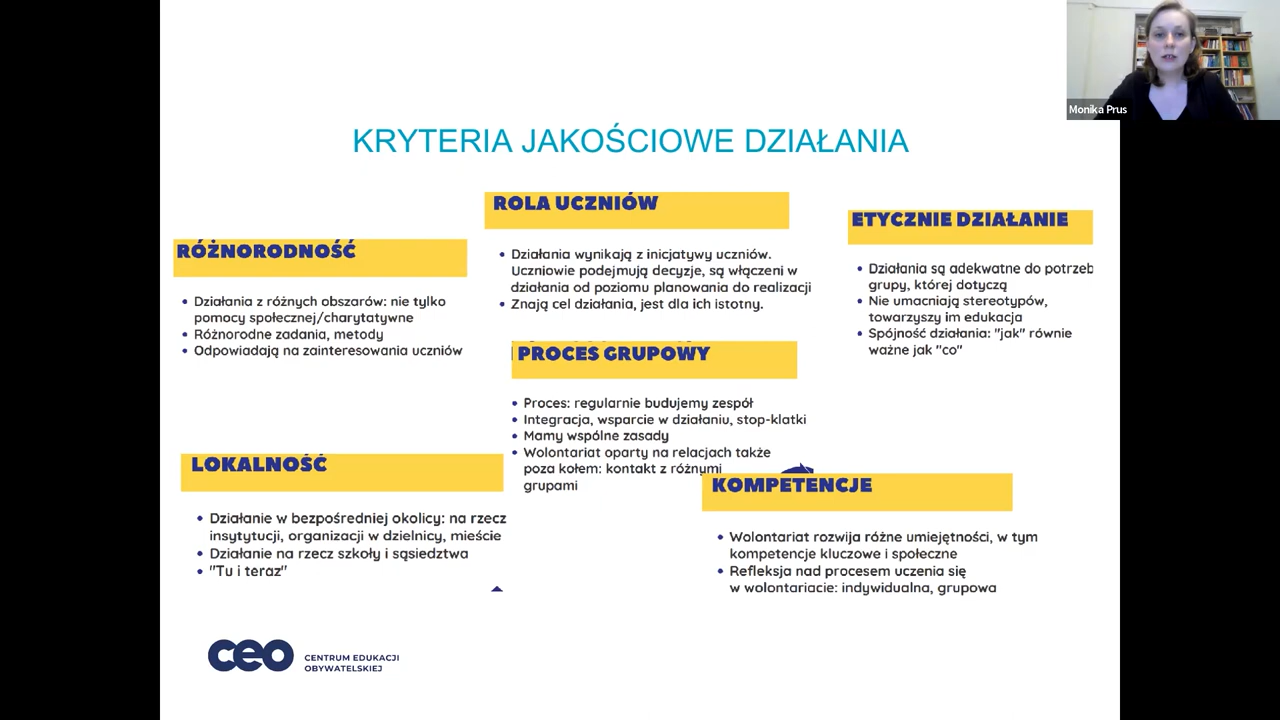 Monika Prus
KRYTERIA JAKOŚCIOWE DZIAŁANIA
RÓŻNORODNOŚĆ
• Działania z różnych obszarów: nie tylko
pomocy społecznej/charytatywne
• Różnorodne zadania, metody
• Odpowiadają na zainteresowania uczniów
ROLA UCZNIÓW
• Działania wynikają z inicjatywy uczniów.
Uczniowie podejmują decyzje, są włączeni w
działania od poziomu planowania do realizacji
• Znają cel działania, jest dla ich istotny.
ETYCZNIE DZIAŁANIE
• Działania są adekwatne do potrzeb
grupy, której dotyczą
• Nie umacniają stereotypów,
towarzyszy im edukacja
• Spójność działania: "jak" równie
ważne jak "co"
PROCES GRUPOWY
• Proces: regularnie budujemy zespół
• Integracja, wsparcie w działaniu, stop-klatki
• Mamy wspólne zasady
• Wolontariat oparty na relacjach także
poza kołem: kontakt z różnymi
grupami
LOKALNOŚĆ
• Działanie w bezpośredniej okolicy: na rzecz
insytytucji, organizacji w dzielnicy, mieście
• Działanie na rzecz szkoły i sąsiedztwa
• "Tu i teraz"
KOMPETENCJE
• Wolontariat rozwija różne umiejętności, w tym
kompetencje kluczowe i społeczne
• Refleksja nad procesem uczenia się
w wolontariacie: indywidualna, grupowa
ceo
CENTRUM EDUKACJI
OBYWATELSKIEJ